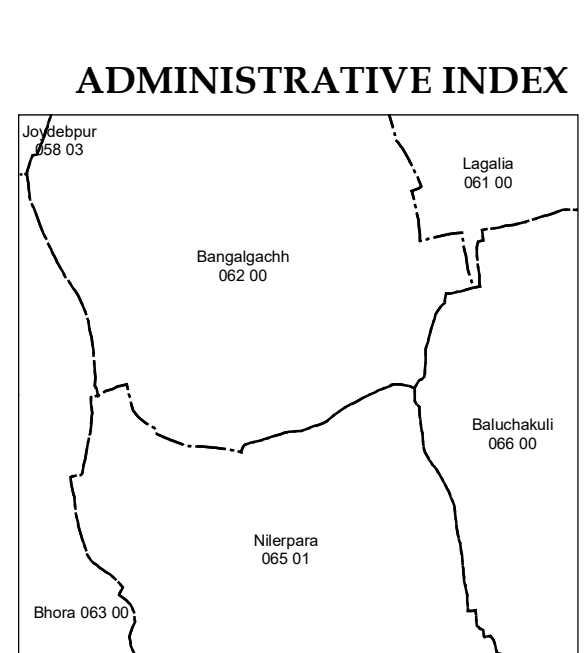 ADMINISTRATIVE INDEX
Joydebpur
058 03
Lagalia
061 00
Bangalgachh
062 00
Baluchakuli
066 00
Nilerpara
065 01
Bhora 063 00